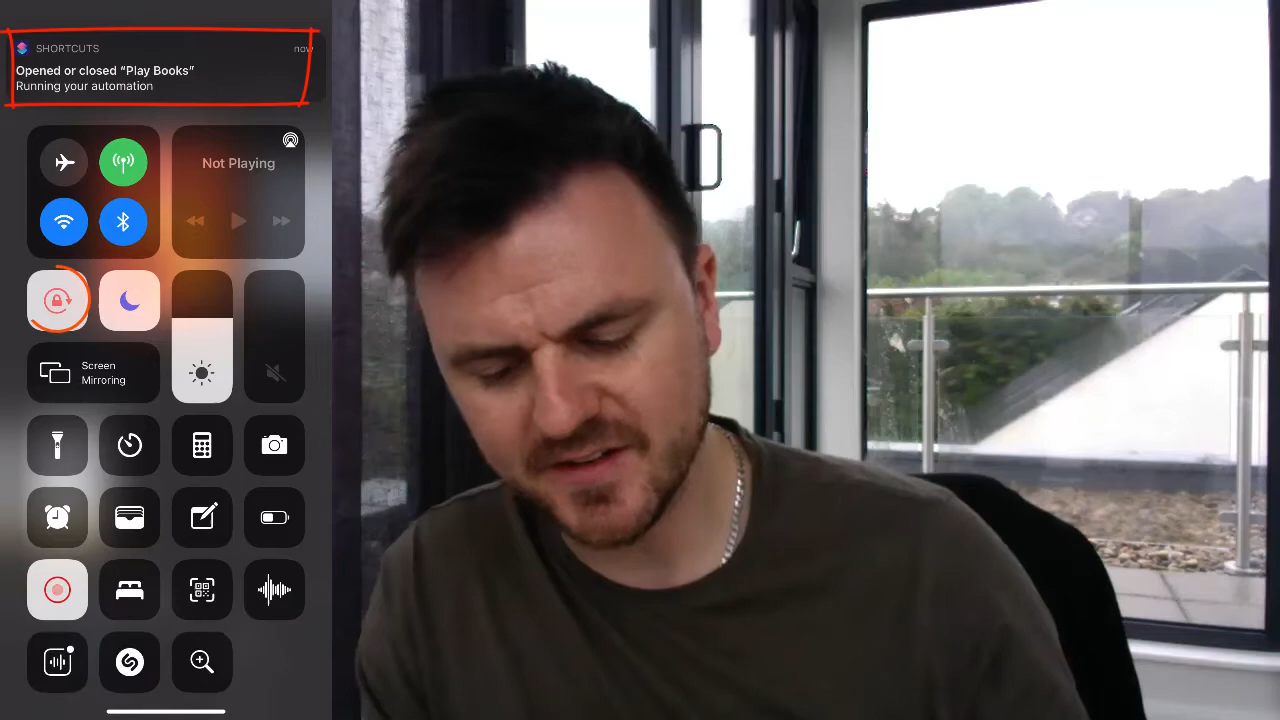 SHORTCUTS now
Opened or closed “Play Books”
Running your automation
Not Playing
Screen
Mirroring